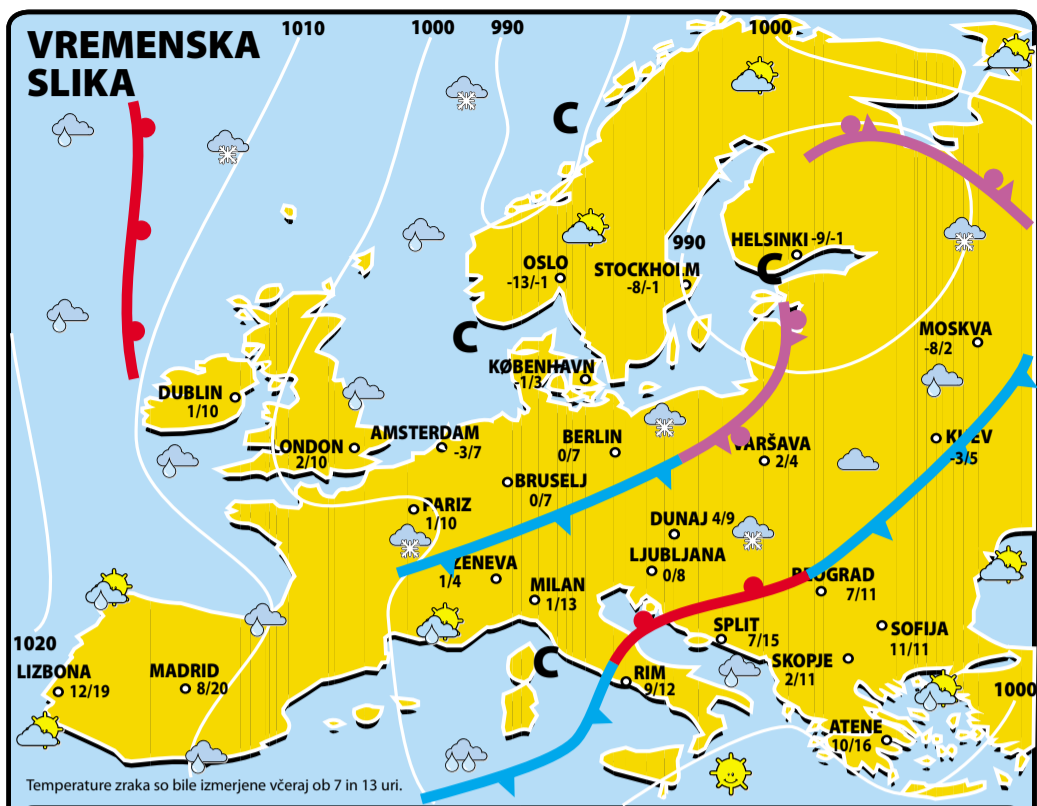 VREMENSKA
SLIKA
1010
1000
990
1000
C
990
HELSINKI -9/-1
C
OSLO
-13/-1
STOCKHOLM
-8/-1
C
MOSKVA
-8/2
KØBENHAVN
-1/3
DUBLIN
1/10
LONDON
2/10
AMSTERDAM
-3/7
BERLIN
0/7
VARŠAVA
2/4
KIJEV
-3/5
BRUSELJ
0/7
PARIZ
1/10
DUNAJ 4/9
LJUBLJANA
0/8
ŽENEVA
1/4
MILAN
1/13
BEOGRAD
7/11
1020
LIZBONA
12/19
MADRID
8/20
C
RIM
9/12
SPLIT
7/15
SKOPJE
2/11
SOFIJA
11/11
1000
ATENE
10/16
Temperature zraka so bile izmerjene včeraj ob 7 in 13 uri.